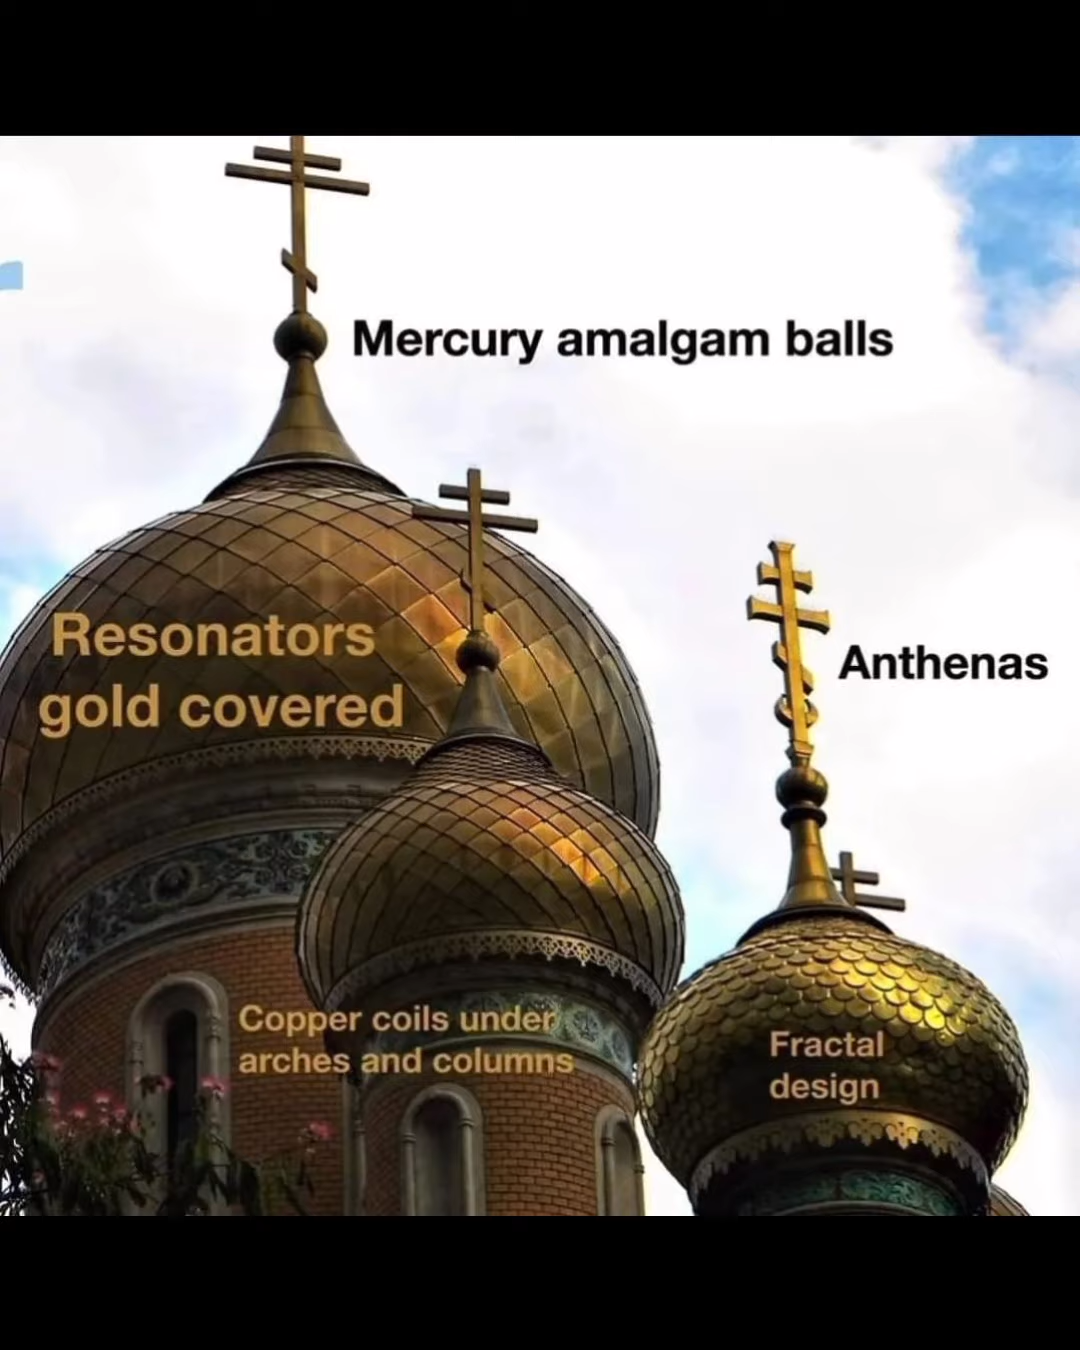 Mercury amalgam balls
Resonators
gold covered
Anthenas
Copper coils under
arches and columns
Fractal
design